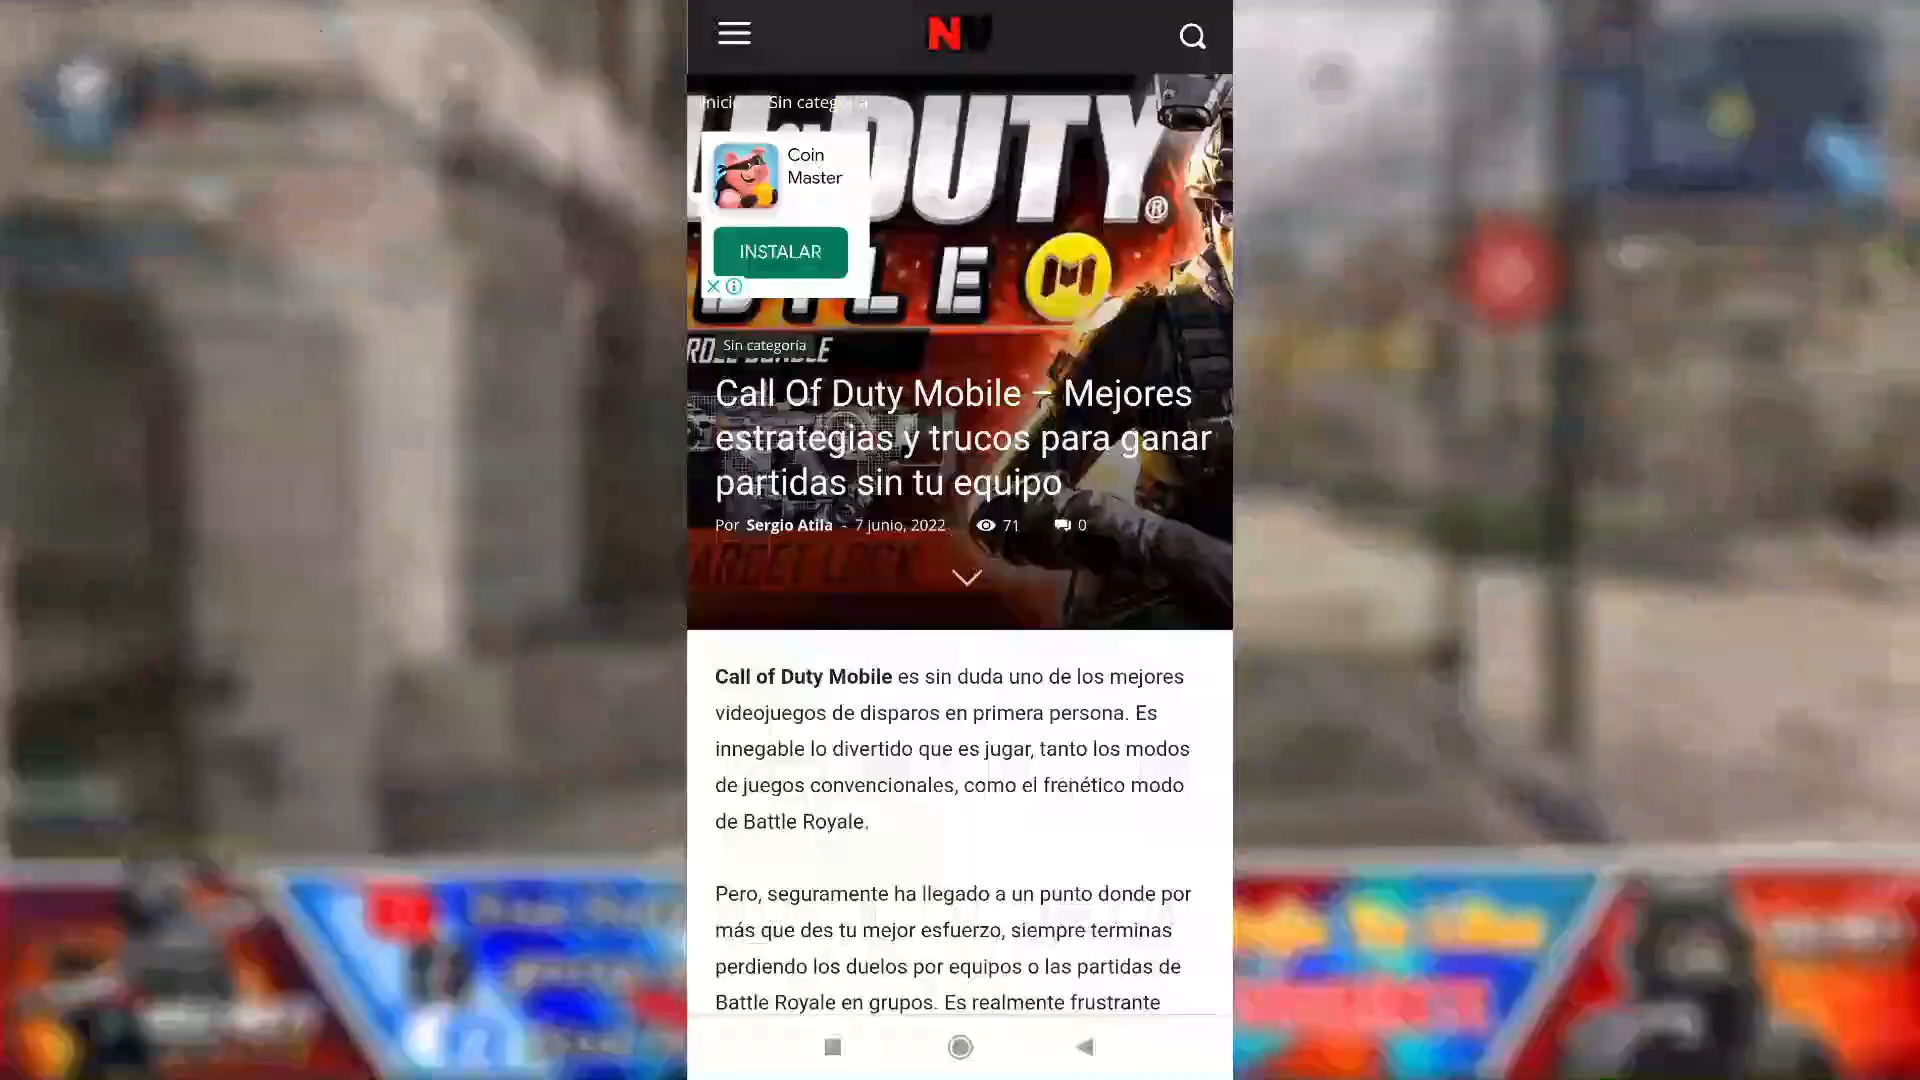 NV
Inicio Sin categoría
DUTY®
Coin
Master
INSTALAR
Sin categoría
Call Of Duty Mobile – Mejores
estrategias y trucos para ganar
partidas sin tu equipo
Por Sergio Atila - 7 junio, 2022 71 0
Call of Duty Mobile es sin duda uno de los mejores
videojuegos de disparos en primera persona. Es
innegable lo divertido que es jugar, tanto los modos
de juegos convencionales, como el frenético modo
de Battle Royale.
Pero, seguramente ha llegado a un punto donde por
más que des tu mejor esfuerzo, siempre terminas
perdiendo los duelos por equipos o las partidas de
Battle Royale en grupos. Es realmente frustrante